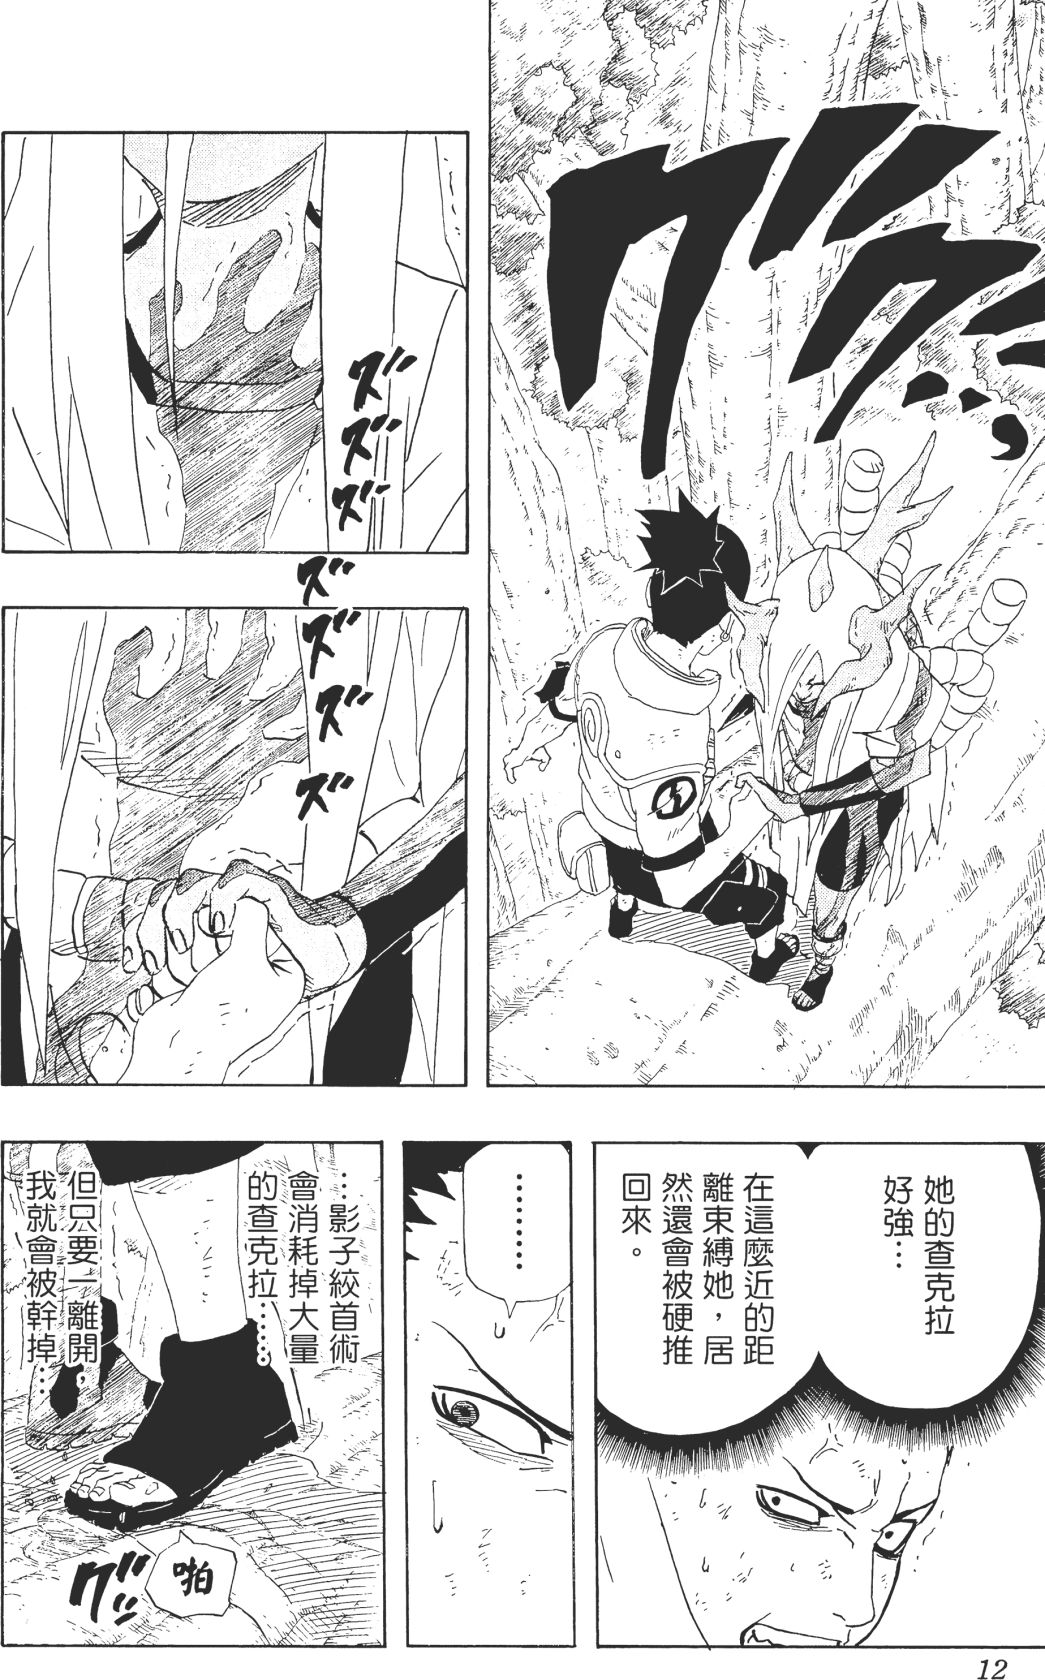 ググググ
ズズズ
ズズズズ
她的查克拉
好強…
在這麼近的距
離束縛她，居
然還會被硬推
回來。
………
…影子絞首術
會消耗掉大量
的查克拉……
但只要一離開，
我就會被幹掉…
啪
グッ
12